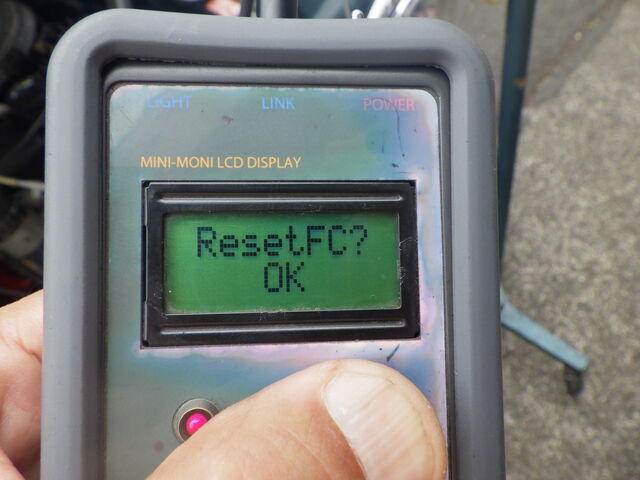 LIGHT LINK POWER
MINI-MONI LCD DISPLAY
ResetFC?
OK